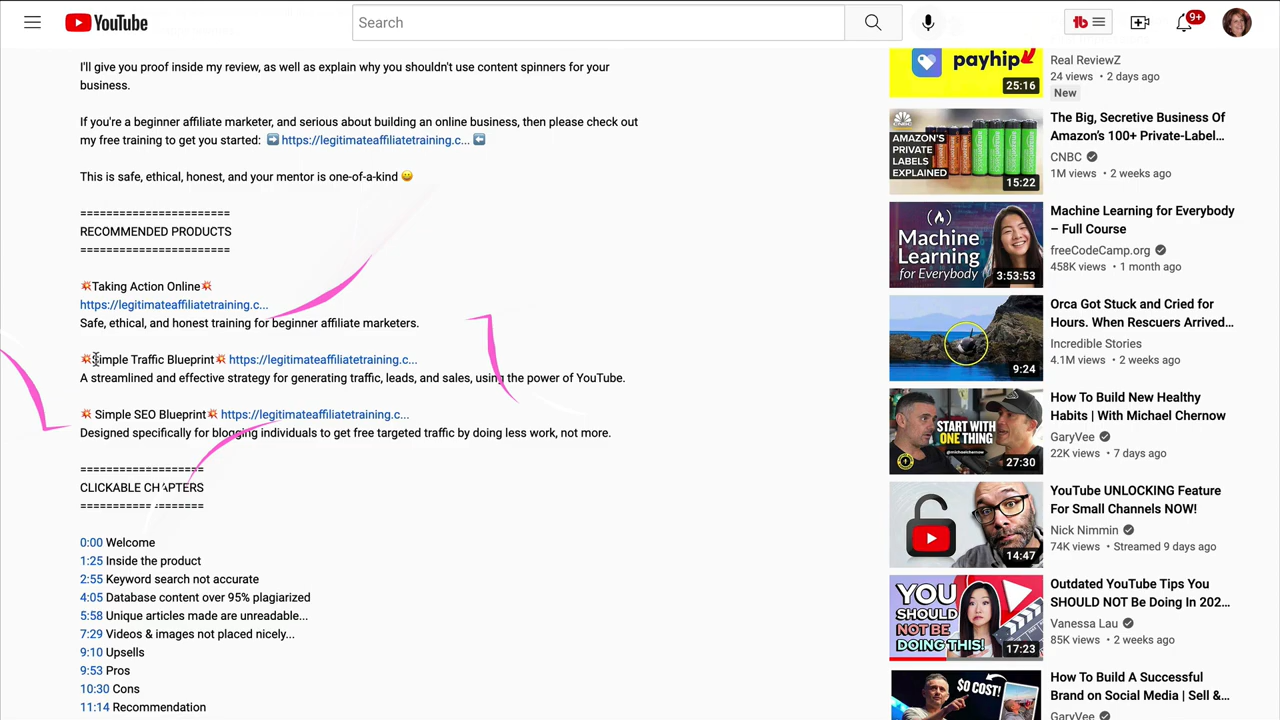 YouTube
Search
9+
I'll give you proof inside my review, and also explain why you shouldn't use content spinners for your
business.
If you're a beginner affiliate marketer, and serious about building an online business, then please check out
my free training to get you started: ➡️ https://legitimateaffiliatetraining.c... ⬅️
This is safe, ethical, honest, and your mentor is one-of-a-kind 😀
=======================
RECOMMENDED PRODUCTS
=======================
💥Taking Action Online💥
https://legitimateaffiliatetraining.c...
Safe, ethical, and honest training for beginner affiliate marketers.
💥Simple Traffic Blueprint💥 https://legitimateaffiliatetraining.c...
A streamlined and effective strategy for generating traffic, leads, and sales, using the power of YouTube.
💥 Simple SEO Blueprint💥 https://legitimateaffiliatetraining.c...
Designed specifically for blogging individuals to get free targeted traffic by doing less work, not more.
===================
CLICKABLE CHAPTERS
===================
0:00 Welcome
1:25 Inside the product
2:55 Keyword search not accurate
4:05 Database content over 95% plagiarized
5:58 Unique articles made are unreadable...
7:29 Videos & images not placed nicely...
9:10 Upsells
9:53 Pros
10:30 Cons
11:14 Recommendation
payhip
25:16
Real ReviewZ
24 views • 2 days ago
New
CNBC
AMAZON'S
PRIVATE
LABELS
EXPLAINED
15:22
The Big, Secretive Business Of
Amazon's 100+ Private-Label...
CNBC
1M views • 2 weeks ago
Machine
Learning
for Everybody
3:53:53
Machine Learning for Everybody
– Full Course
freeCodeCamp.org
458K views • 1 month ago
9:24
Orca Got Stuck and Cried for
Hours. When Rescuers Arrived...
Incredible Stories
4.1M views • 2 weeks ago
START WITH
ONE THING
@michaelchernow
27:30
How To Build New Healthy
Habits | With Michael Chernow
GaryVee
22K views • 7 days ago
14:47
YouTube UNLOCKING Feature
For Small Channels NOW!
Nick Nimmin
74K views • Streamed 9 days ago
YOU
SHOULD
NOT BE
DOING THIS!
17:23
Outdated YouTube Tips You
SHOULD NOT Be Doing In 202...
Vanessa Lau
85K views • 2 weeks ago
$0 COST!
How To Build A Successful
Brand on Social Media | Sell &...
GaryVee